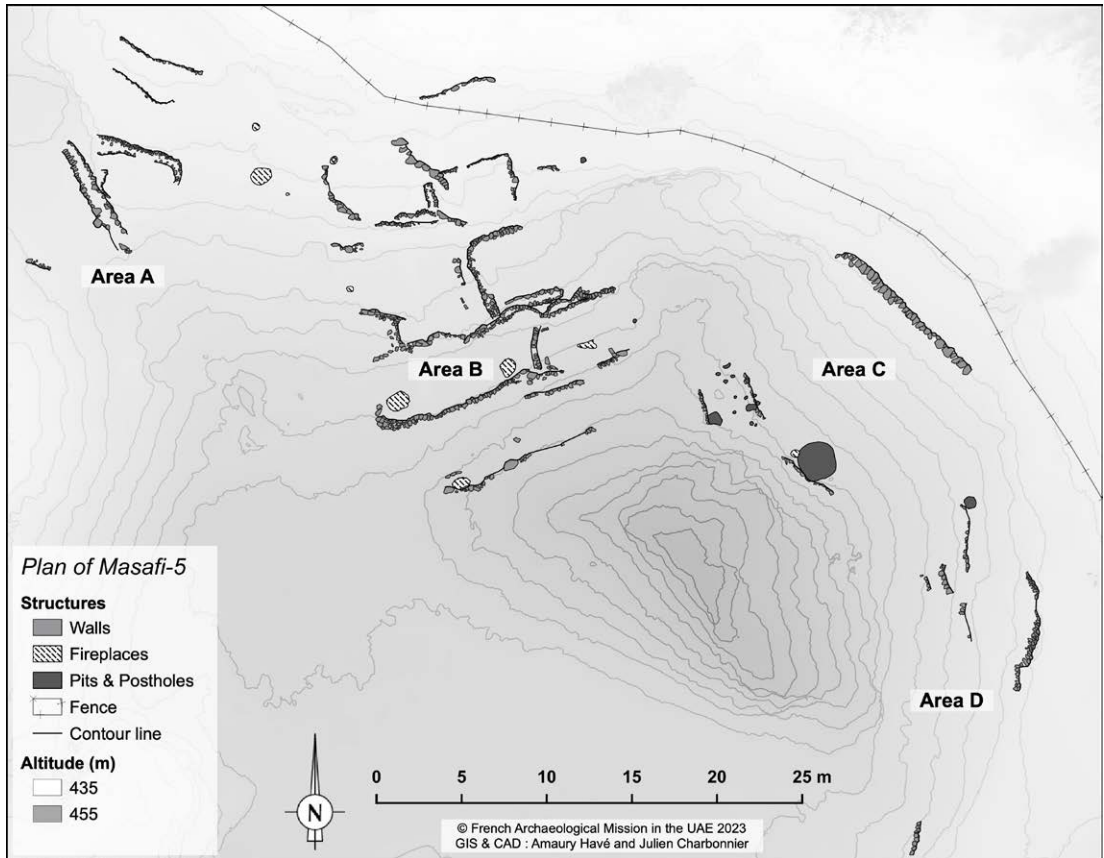 Area A
Area B
Area C
Area D
Plan of Masafi-5
Structures
Walls
Fireplaces
Pits & Postholes
Fence
Contour line
Altitude (m)
435
455
N
0 5 10 15 20 25 m
© French Archaeological Mission in the UAE 2023
GIS & CAD : Amaury Havé and Julien Charbonnier